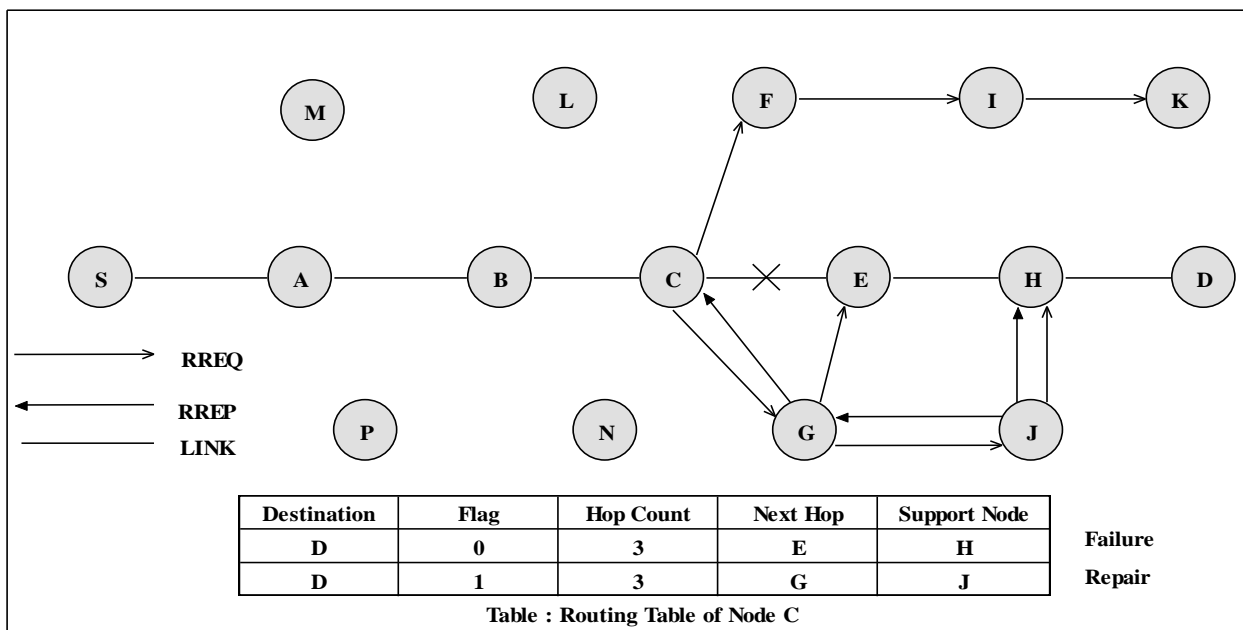 M L F I K
S A B C E H D
RREQ
RREP
LINK
P N G J
Destination Flag Hop Count Next Hop Support Node
D 0 3 E H Failure
D 1 3 G J Repair
Table : Routing Table of Node C